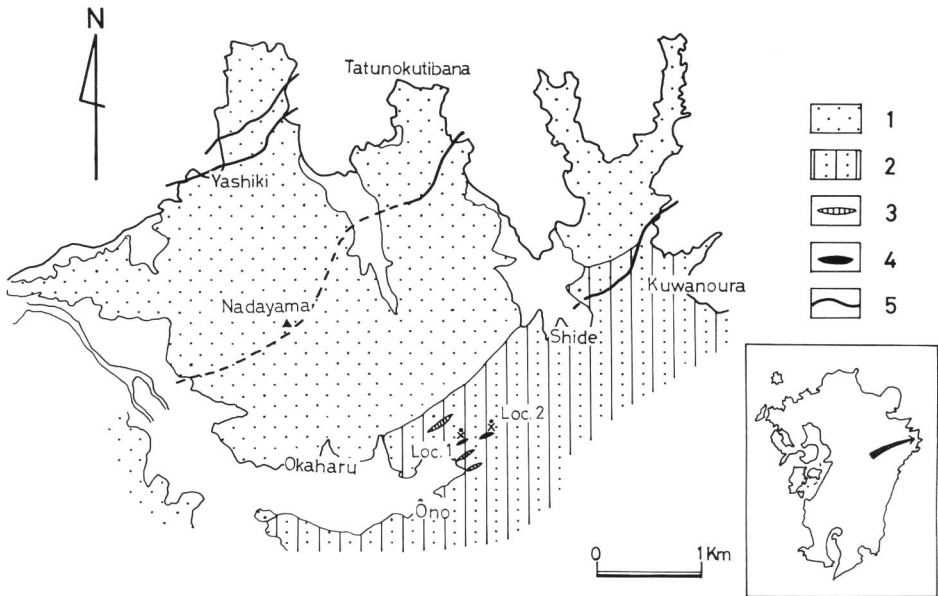 N
Tatunokutibana
Yashiki
Nadayama
Kuwanoura
Shide
Loc. 2
Loc. 1
Okaharu
Ôno
1
2
3
4
5
0 1 Km